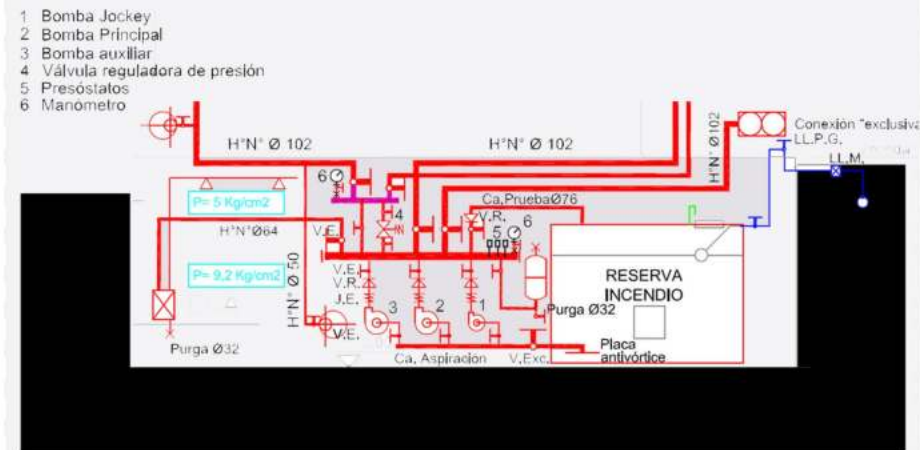 1 Bomba Jockey
2 Bomba Principal
3 Bomba auxiliar
4 Válvula reguladora de presión
5 Presóstatos
6 Manómetro
H°N° Ø 102
H°N° Ø 102
H°N° Ø102
Conexión "exclusiva
LL.P.G.
LL.M.
6
P= 5 Kg/cm2
Ca,PruebaØ76
4
V.R.
6
5
H°N°Ø64
V.E.
P= 9,2 Kg/cm2
H°N° Ø 50
V.E.
V.R.
J.E.
RESERVA
INCENDIO
3
2
1
Purga Ø32
V.E.
Purga Ø32
Ca, Aspiración
V.Exc.
Placa
antivórtice